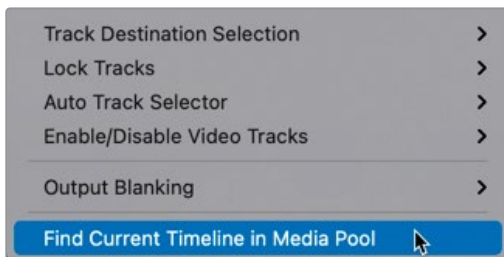 Track Destination Selection
Lock Tracks
Auto Track Selector
Enable/Disable Video Tracks
Output Blanking
Find Current Timeline in Media Pool